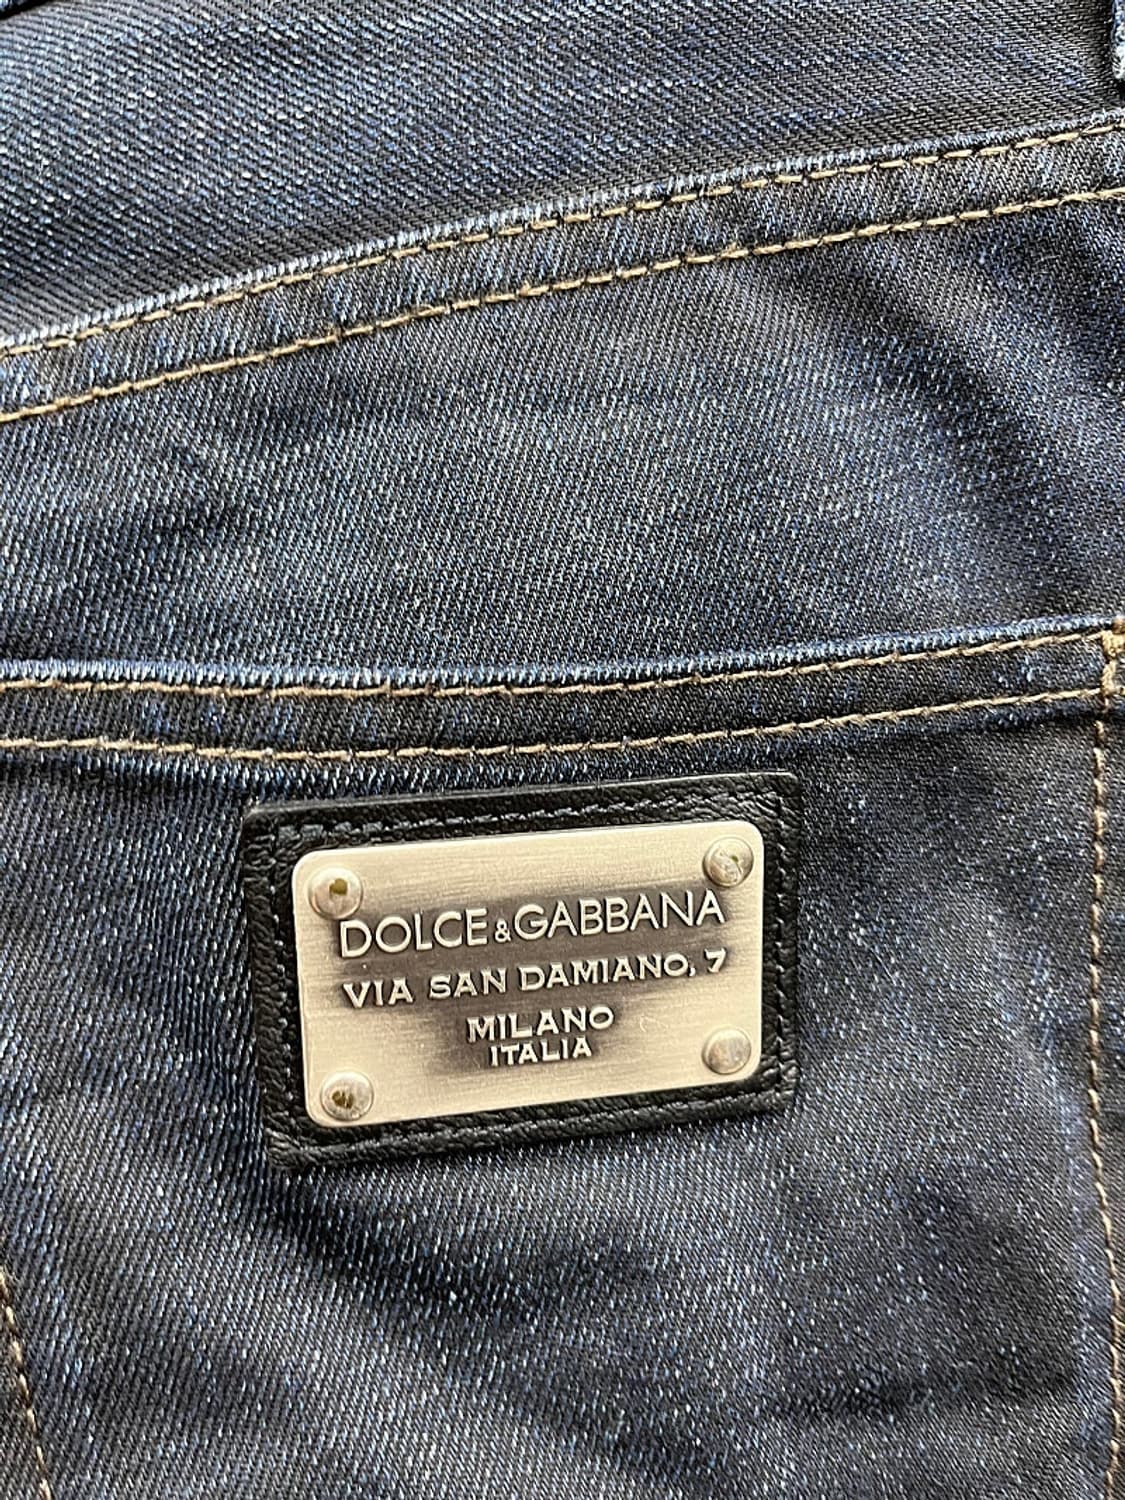 DOLCE&GABBANA
VIA SAN DAMIANO, 7
MILANO
ITALIA